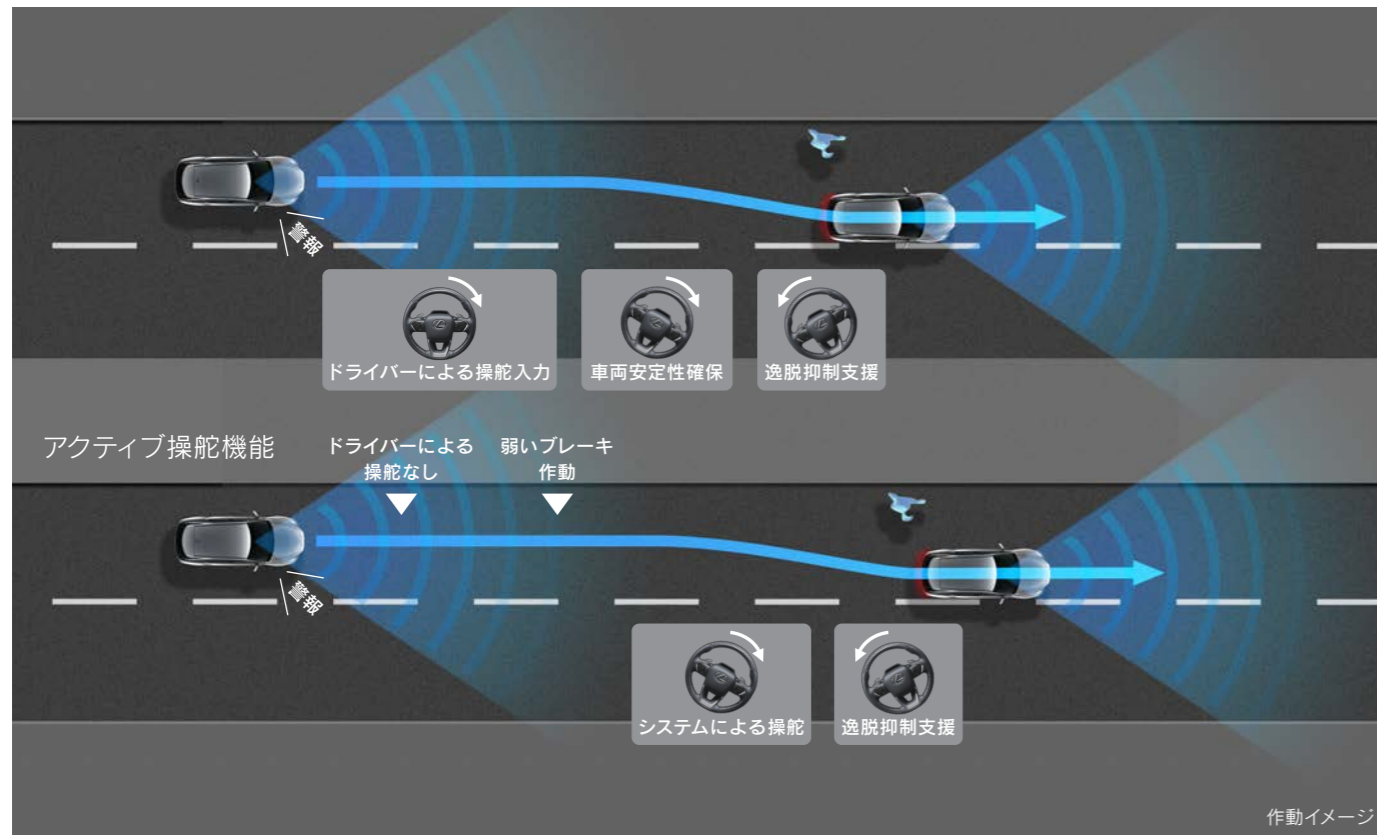 警報
ドライバーによる操舵入力
車両安定性確保
逸脱抑制支援
アクティブ操舵機能
ドライバーによる
操舵なし
弱いブレーキ
作動
警報
システムによる操舵
逸脱抑制支援
作動イメージ